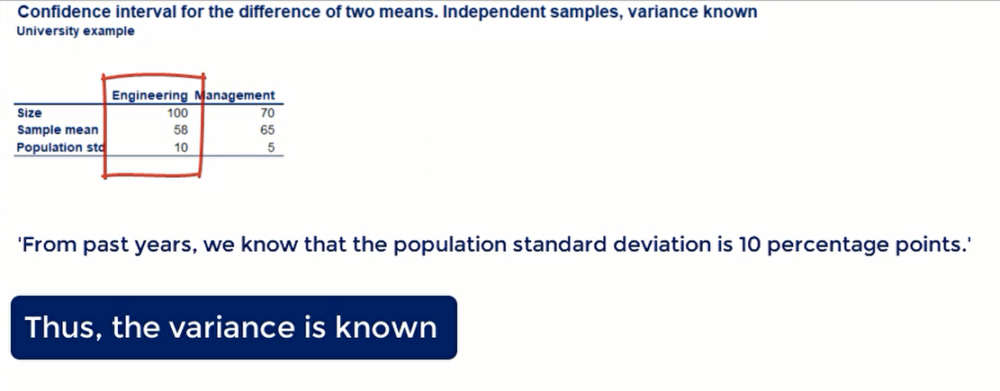 Confidence interval for the difference of two means. Independent samples, variance known
University example
Engineering Management
Size 100 70
Sample mean 58 65
Population std 10 5
'From past years, we know that the population standard deviation is 10 percentage points.'
Thus, the variance is known